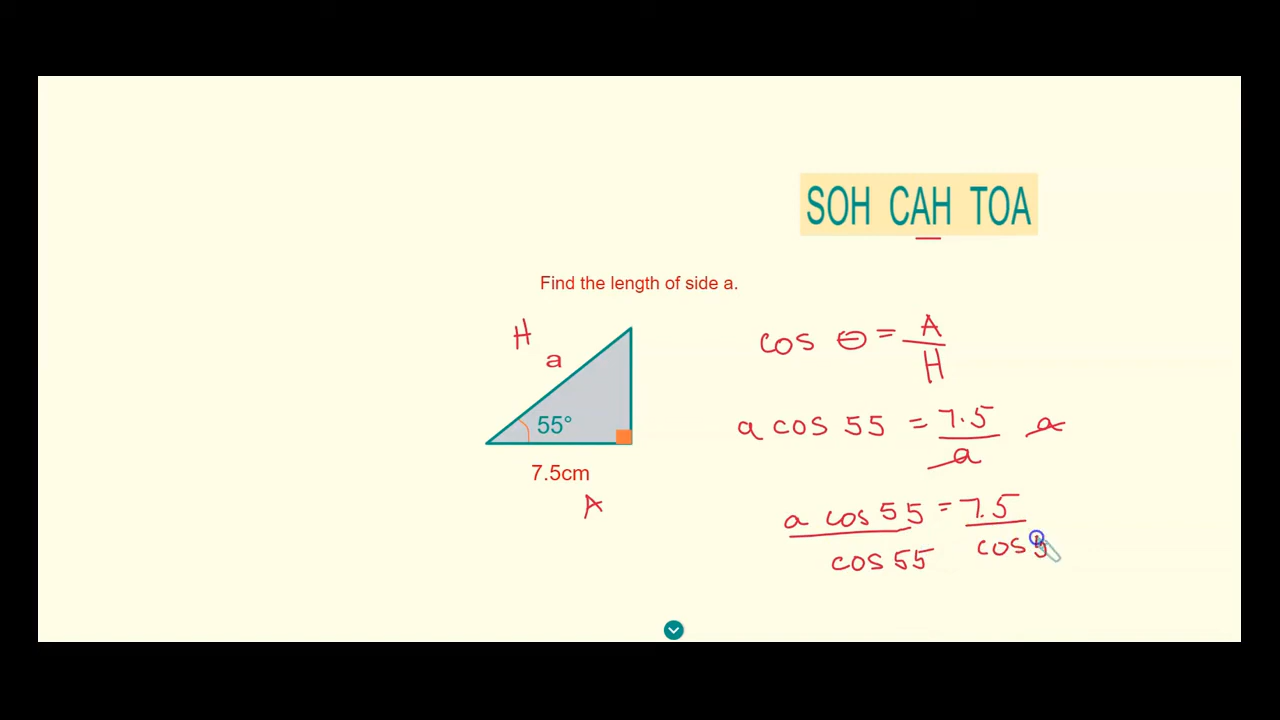 SOH CAH TOA
Find the length of side a.
H
a
55°
7.5cm
A
cos θ = A/H
a cos 55 = 7.5/a a
a cos 55 = 7.5
cos 55 cos 5